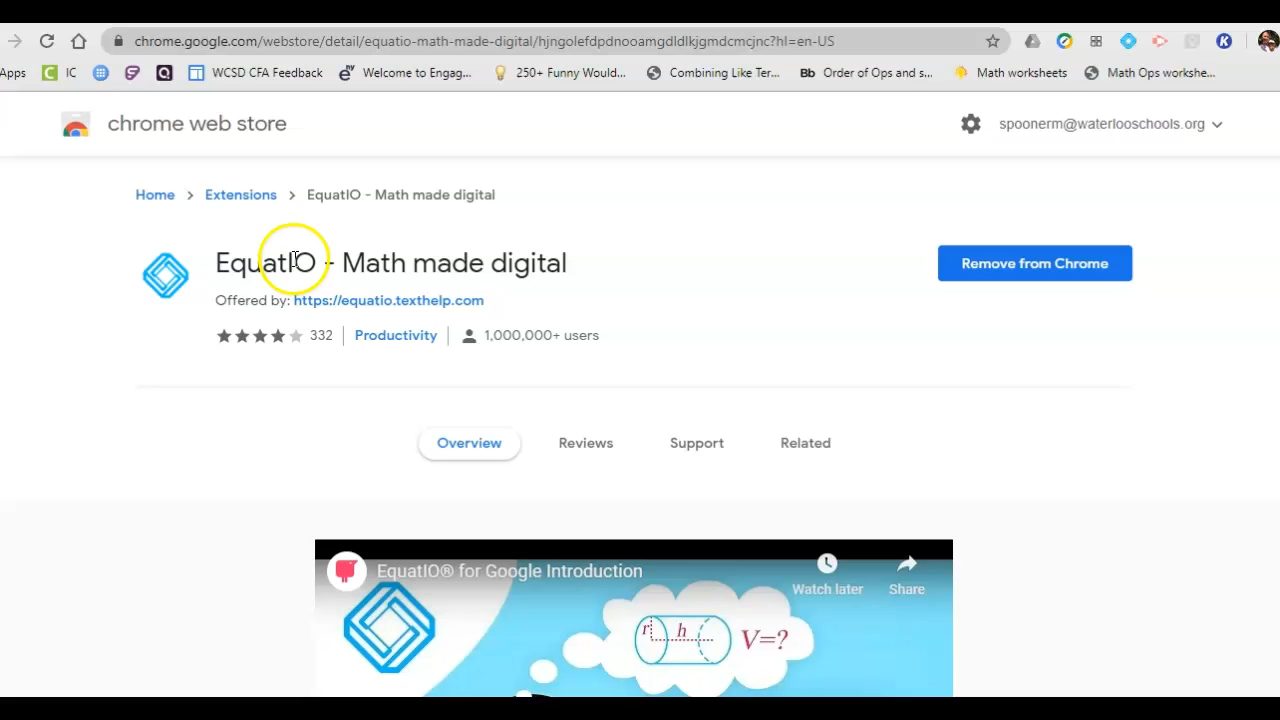 chrome.google.com/webstore/detail/equatio-math-made-digital/hjngolefdpdnooamgdldlkjgmdcmcjnc?hl=en-US
Apps IC WCSD CFA Feedback Welcome to Engag... 250+ Funny Would... Combining Like Ter... Bb Order of Ops and s... Math worksheets Math Ops workshe...
chrome web store
spoonerm@waterlooschools.org
Home > Extensions > EquatIO - Math made digital
EquatIO - Math made digital
Remove from Chrome
Offered by: https://equatio.texthelp.com
332 Productivity 1,000,000+ users
Overview Reviews Support Related
EquatIO® for Google Introduction
Watch later Share
r h V=?